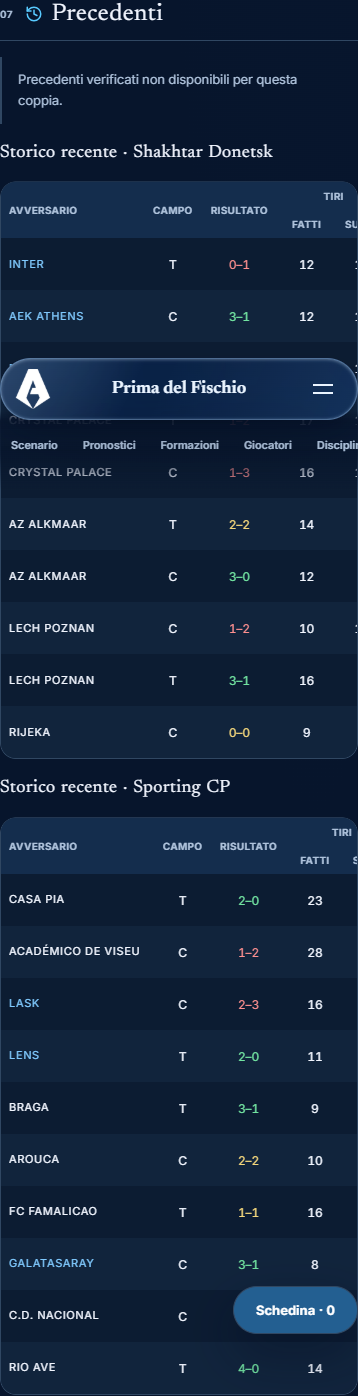 07 Precedenti
Precedenti verificati non disponibili per questa
coppia.
Storico recente · Shakhtar Donetsk
TIRI
AVVERSARIO CAMPO RISULTATO
FATTI
INTER T 0–1 12
AEK ATHENS C 3–1 12
Prima del Fischio
CRYSTAL PALACE
Scenario Pronostici Formazioni Giocatori
CRYSTAL PALACE C 1–3 16
AZ ALKMAAR T 2–2 14
AZ ALKMAAR C 3–0 12
LECH POZNAN C 1–2 10
LECH POZNAN T 3–1 16
RIJEKA C 0–0 9
Storico recente · Sporting CP
TIRI
AVVERSARIO CAMPO RISULTATO
FATTI
CASA PIA T 2–0 23
ACADÉMICO DE VISEU C 1–2 28
LASK C 2–3 16
LENS T 2–0 11
BRAGA T 3–1 9
AROUCA C 2–2 10
FC FAMALICAO T 1–1 16
GALATASARAY C 3–1 8
C.D. NACIONAL C
Schedina · 0
RIO AVE T 4–0 14